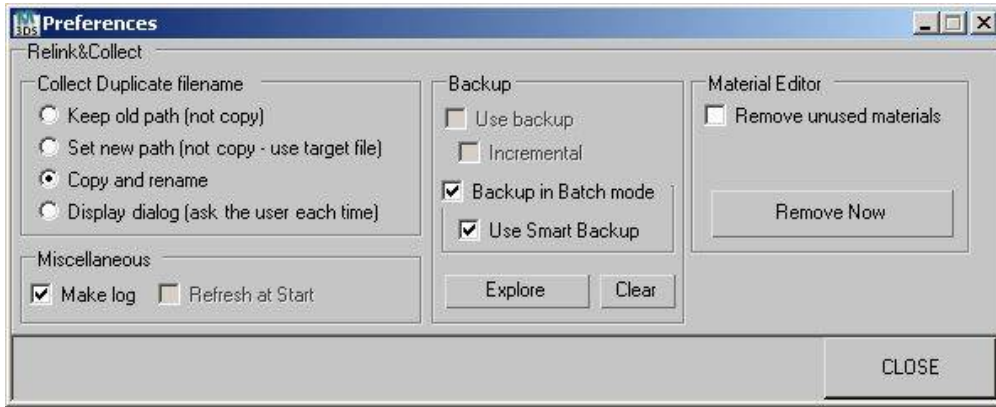 3DS
Preferences
Relink&Collect
Collect Duplicate filename
Keep old path (not copy)
Set new path (not copy - use target file)
Copy and rename
Display dialog (ask the user each time)
Miscellaneous
Make log
Refresh at Start
Backup
Use backup
Incremental
Backup in Batch mode
Use Smart Backup
Explore
Clear
Material Editor
Remove unused materials
Remove Now
CLOSE